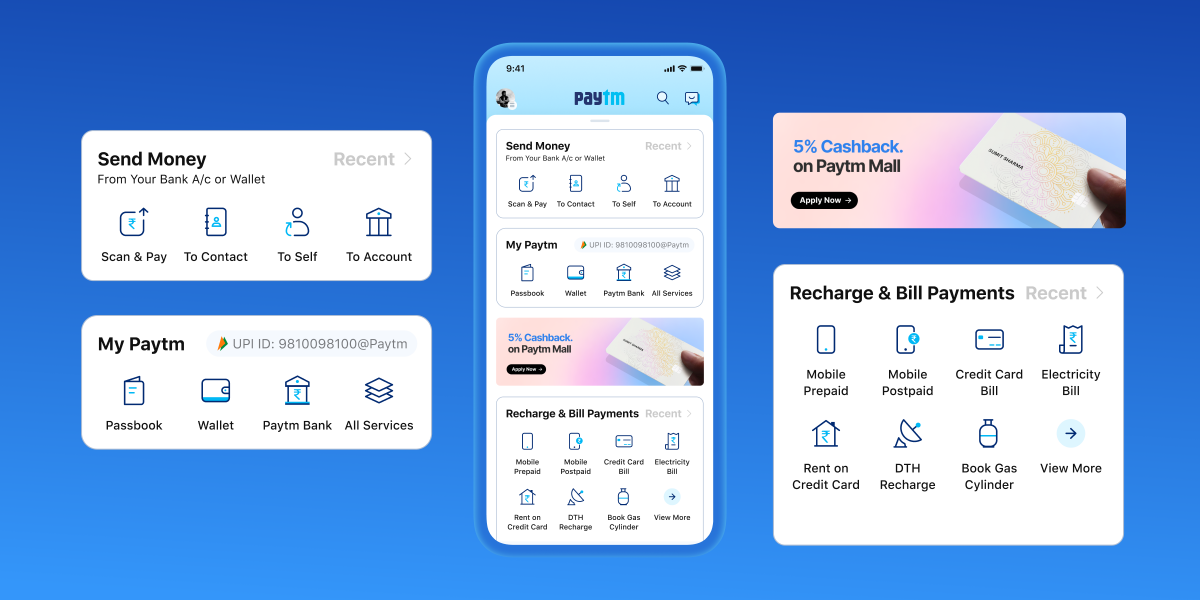 Send Money
Recent
From Your Bank A/c or Wallet
Scan & Pay
To Contact
To Self
To Account
My Paytm
UPI ID: 9810098100@Paytm
Passbook
Wallet
Paytm Bank
All Services
9:41
paytm
Send Money
Recent
From Your Bank A/c or Wallet
Scan & Pay
To Contact
To Self
To Account
My Paytm
UPI ID: 9810098100@Paytm
Passbook
Wallet
Paytm Bank
All Services
5% Cashback.
on Paytm Mall
Apply Now
SUMIT SHARMA
Recharge & Bill Payments
Recent
Mobile
Prepaid
Mobile
Postpaid
Credit Card
Bill
Electricity
Bill
Rent on
Credit Card
DTH
Recharge
Book Gas
Cylinder
View More
5% Cashback.
on Paytm Mall
Apply Now
SUMIT SHARMA
Recharge & Bill Payments
Recent
Mobile
Prepaid
Mobile
Postpaid
Credit Card
Bill
Electricity
Bill
Rent on
Credit Card
DTH
Recharge
Book Gas
Cylinder
View More